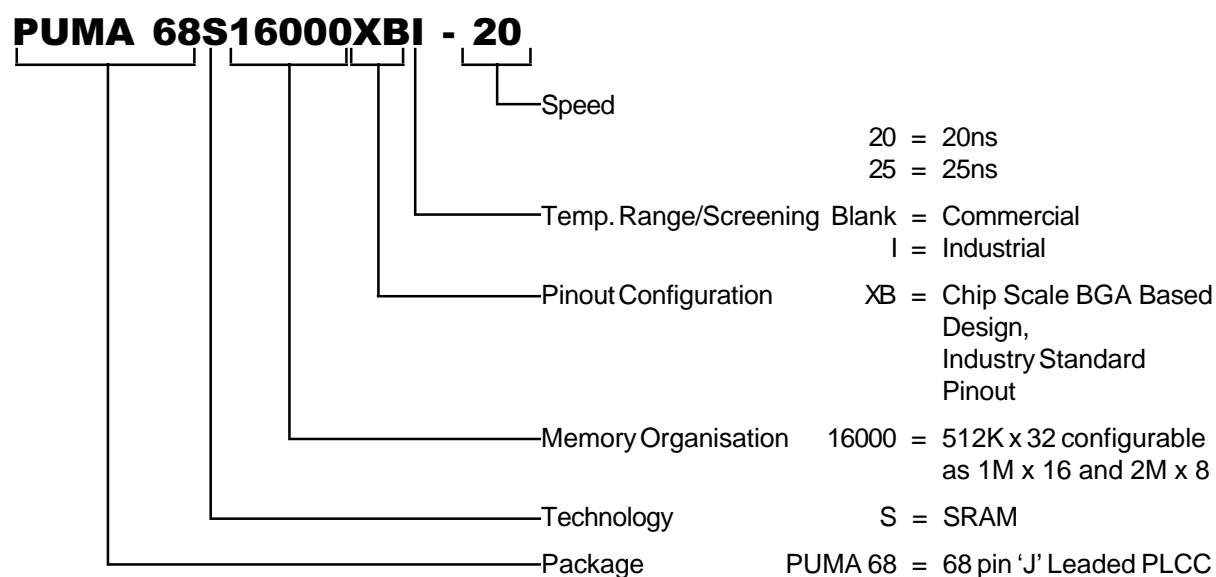 PUMA 68S16000XBI - 20
Speed
20 = 20ns
25 = 25ns
Temp. Range/Screening Blank = Commercial
I = Industrial
Pinout Configuration XB = Chip Scale BGA Based
Design,
Industry Standard
Pinout
Memory Organisation 16000 = 512K x 32 configurable
as 1M x 16 and 2M x 8
Technology S = SRAM
Package PUMA 68 = 68 pin ‘J’ Leaded PLCC